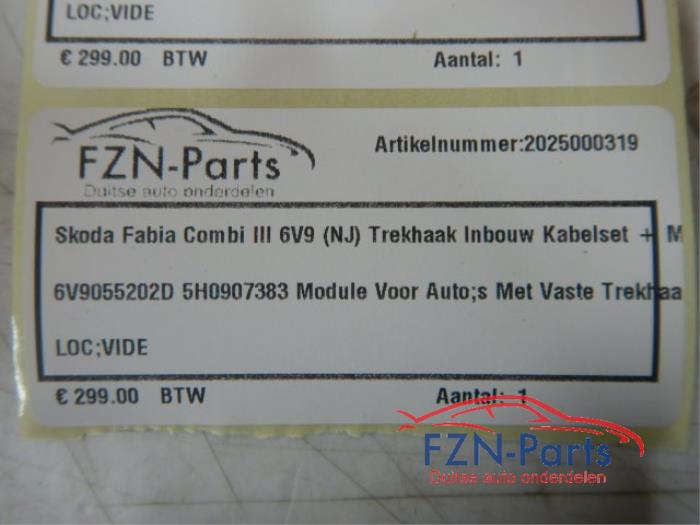 LOC;VIDE
€ 299.00 BTW Aantal: 1
FZN-Parts
Duitse auto onderdelen
Artikelnummer:2025000319
Skoda Fabia Combi III 6V9 (NJ) Trekhaak Inbouw Kabelset + M
6V9055202D 5H0907383 Module Voor Auto;s Met Vaste Trekhaa
LOC;VIDE
€ 299.00 BTW Aantal: 1
FZN-Parts
Duitse auto onderdelen